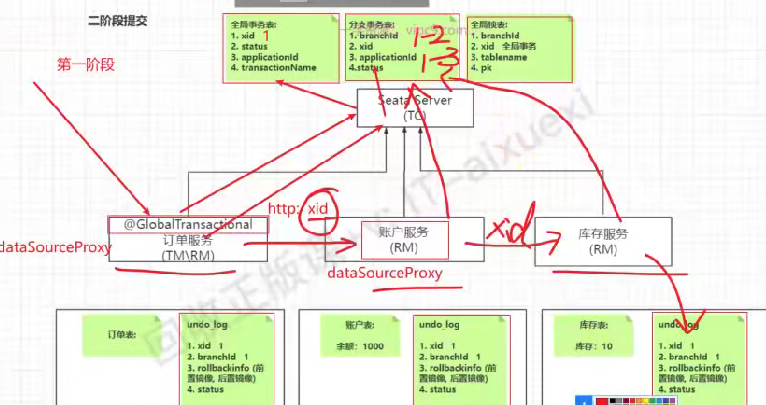 二阶段提交
全局事务表:
1. xid 1
2. status
3. applicationId
4. transactionName
分支事务表:
1. branchId
2. xid
3. applicationId
4.status
1-2
1-3
全局锁表:
1. branchId
2. xid 全局事务
3. tablename
4. pk
第一阶段
Seata Server
(TC)
http: xid
@GlobalTransactional
订单服务
(TM\RM)
dataSourceProxy
账户服务
(RM)
dataSourceProxy
xid
库存服务
(RM)
订单表:
undo_log
1. xid 1
2. branchId 1
3. rollbackinfo (前
置镜像, 后置镜像)
4. status
账户表:
余额：1000
undo_log
1. xid 1
2. branchId 1
3. rollbackinfo (前
置镜像, 后置镜像)
4. status
库存表:
库存：10
undo_log
1. xid 1
2. branchId 1
3. rollbackinfo (前
置镜像, 后置镜像)
4. status